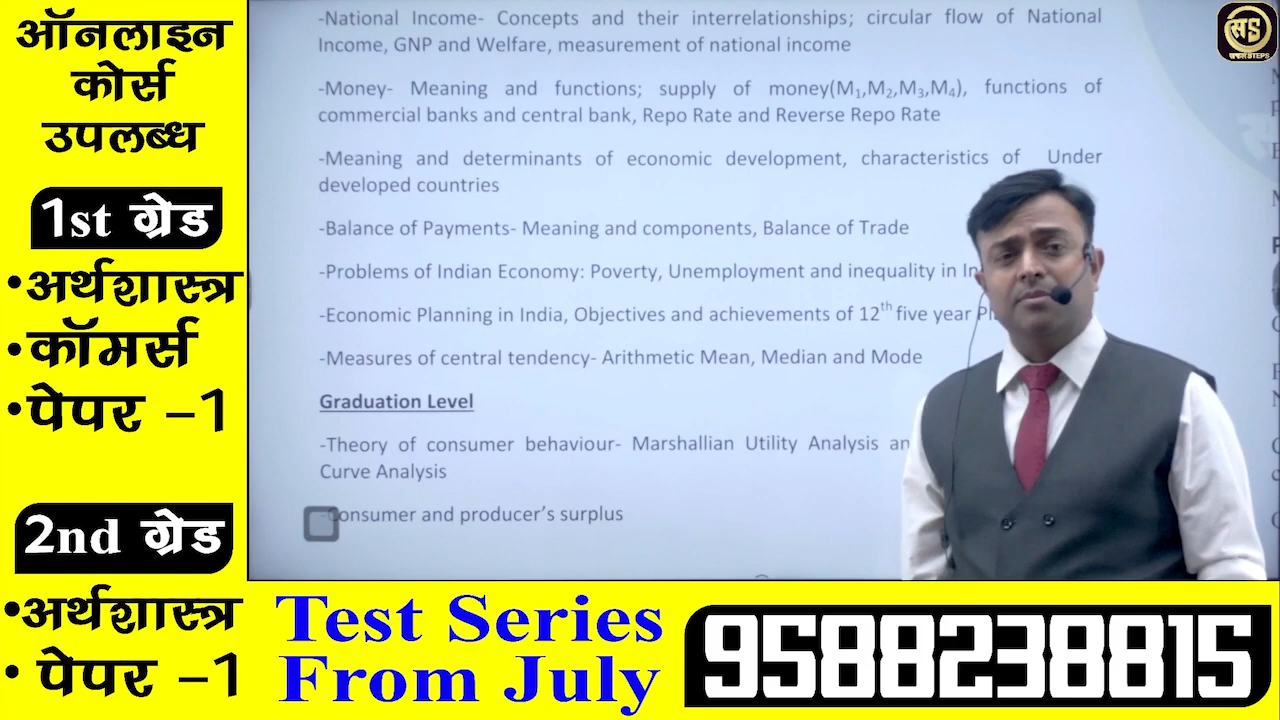 ऑनलाइन
कोर्स
उपलब्ध
1st ग्रेड
•अर्थशास्त्र
•कॉमर्स
•पेपर –1
2nd ग्रेड
•अर्थशास्त्र
• पेपर –1
-National Income- Concepts and their interrelationships; circular flow of National
Income, GNP and Welfare, measurement of national income
-Money- Meaning and functions; supply of money(M₁,M₂,M₃,M₄), functions of
commercial banks and central bank, Repo Rate and Reverse Repo Rate
-Meaning and determinants of economic development, characteristics of Under
developed countries
-Balance of Payments- Meaning and components, Balance of Trade
-Problems of Indian Economy: Poverty, Unemployment and inequality in
-Economic Planning in India, Objectives and achievements of 12th five year
-Measures of central tendency- Arithmetic Mean, Median and Mode
Graduation Level
-Theory of consumer behaviour- Marshallian Utility Analysis
Curve Analysis
-Consumer and producer's surplus
सS
सफलSTEPS
Test Series
From July
9588238815